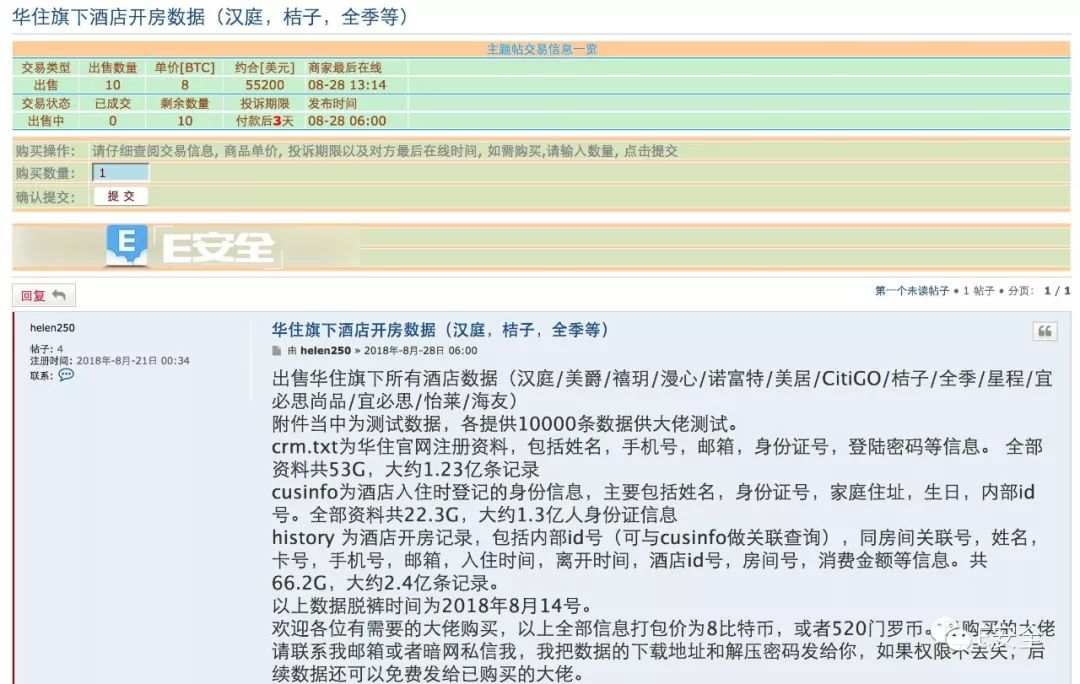 华住旗下酒店开房数据（汉庭，桔子，全季等）
主题帖交易信息一览
交易类型 出售数量 单价[BTC] 约合[美元] 商家最后在线
出售 10 8 55200 08-28 13:14
交易状态 已成交 剩余数量 投诉期限 发布时间
出售中 0 10 付款后3天 08-28 06:00
购买操作： 请仔细查阅交易信息, 商品单价, 投诉期限以及对方最后在线时间, 如需购买,请输入数量, 点击提交
购买数量： 1
确认提交： 提 交
E E安全
回复
第一个未读帖子 • 1 帖子 • 分页： 1 / 1
helen250
帖子: 4
注册时间: 2018年-8月-21日 00:34
联系:
华住旗下酒店开房数据（汉庭，桔子，全季等）
由 helen250 » 2018年-8月-28日 06:00
出售华住旗下所有酒店数据（汉庭/美爵/禧玥/漫心/诺富特/美居/CitiGO/桔子/全季/星程/宜
必思尚品/宜必思/怡莱/海友）
附件当中为测试数据，各提供10000条数据供大佬测试。
crm.txt为华住官网注册资料，包括姓名，手机号，邮箱，身份证号，登陆密码等信息。 全部
资料共53G，大约1.23亿条记录
cusinfo为酒店入住时登记的身份信息，主要包括姓名，身份证号，家庭住址，生日，内部id
号。全部资料共22.3G，大约1.3亿人身份证信息
history 为酒店开房记录，包括内部id号（可与cusinfo做关联查询），同房间关联号，姓名，
卡号，手机号，邮箱，入住时间，离开时间，酒店id号，房间号，消费金额等信息。共
66.2G，大约2.4亿条记录。
以上数据脱裤时间为2018年8月14号。
欢迎各位有需要的大佬购买，以上全部信息打包价为8比特币，或者520门罗币。 购买的大佬
请联系我邮箱或者暗网私信我，我把数据的下载地址和解压密码发给你，如果权限不丢失，后
续数据还可以免费发给已购买的大佬。
E安全